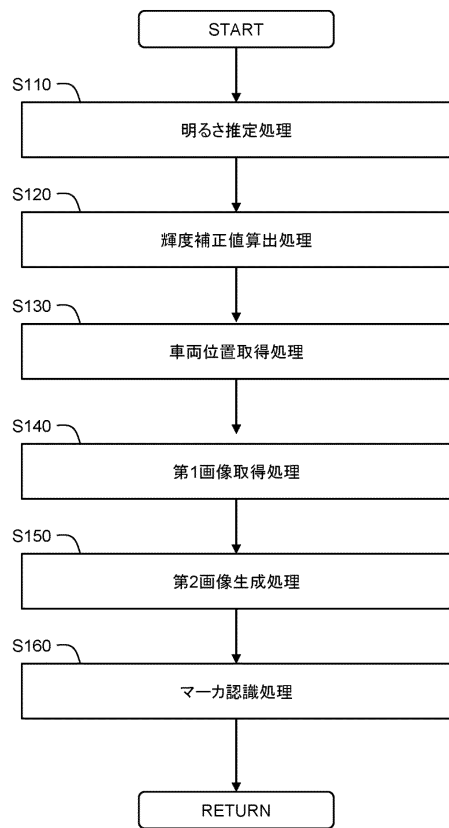 START
S110
明るさ推定処理
S120
輝度補正値算出処理
S130
車両位置取得処理
S140
第1画像取得処理
S150
第2画像生成処理
S160
マーカ認識処理
RETURN